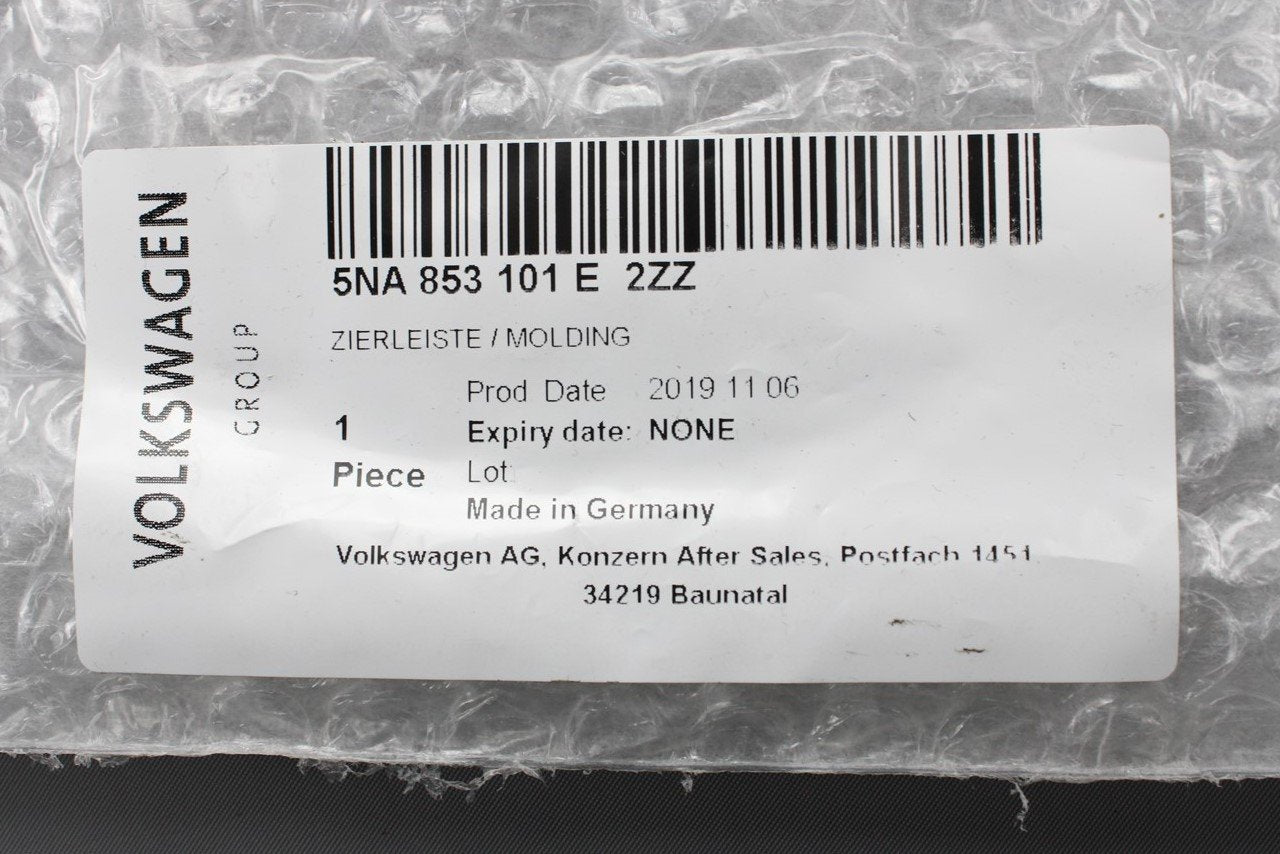 VOLKSWAGEN
GROUP
5NA 853 101 E 2ZZ
ZIERLEISTE / MOLDING
Prod Date 2019 11 06
1
Expiry date: NONE
Piece
Lot
Made in Germany
Volkswagen AG, Konzern After Sales, Postfach 1451,
34219 Baunatal